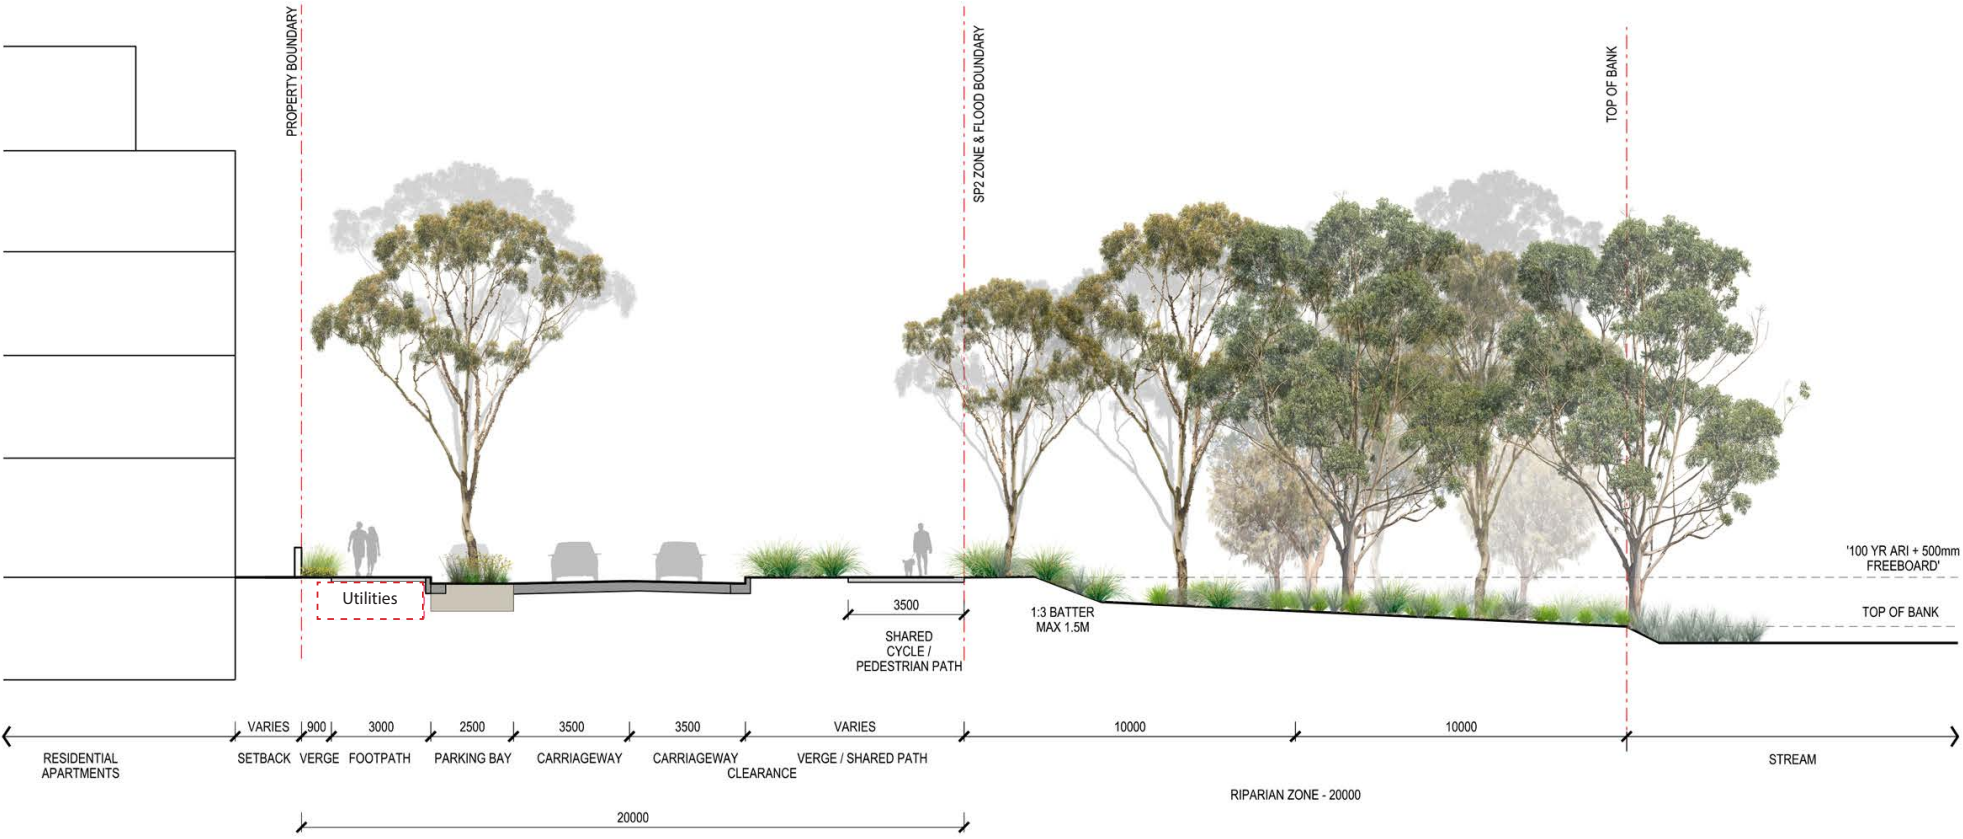 PROPERTY BOUNDARY
SP2 ZONE & FLOOD BOUNDARY
TOP OF BANK
'100 YR ARI + 500mm
FREEBOARD'
TOP OF BANK
Utilities
3500
SHARED
CYCLE /
PEDESTRIAN PATH
1:3 BATTER
MAX 1.5M
VARIES
900
3000
2500
3500
3500
VARIES
10000
10000
RESIDENTIAL
APARTMENTS
SETBACK
VERGE
FOOTPATH
PARKING BAY
CARRIAGEWAY
CARRIAGEWAY
CLEARANCE
VERGE / SHARED PATH
STREAM
RIPARIAN ZONE - 20000
20000